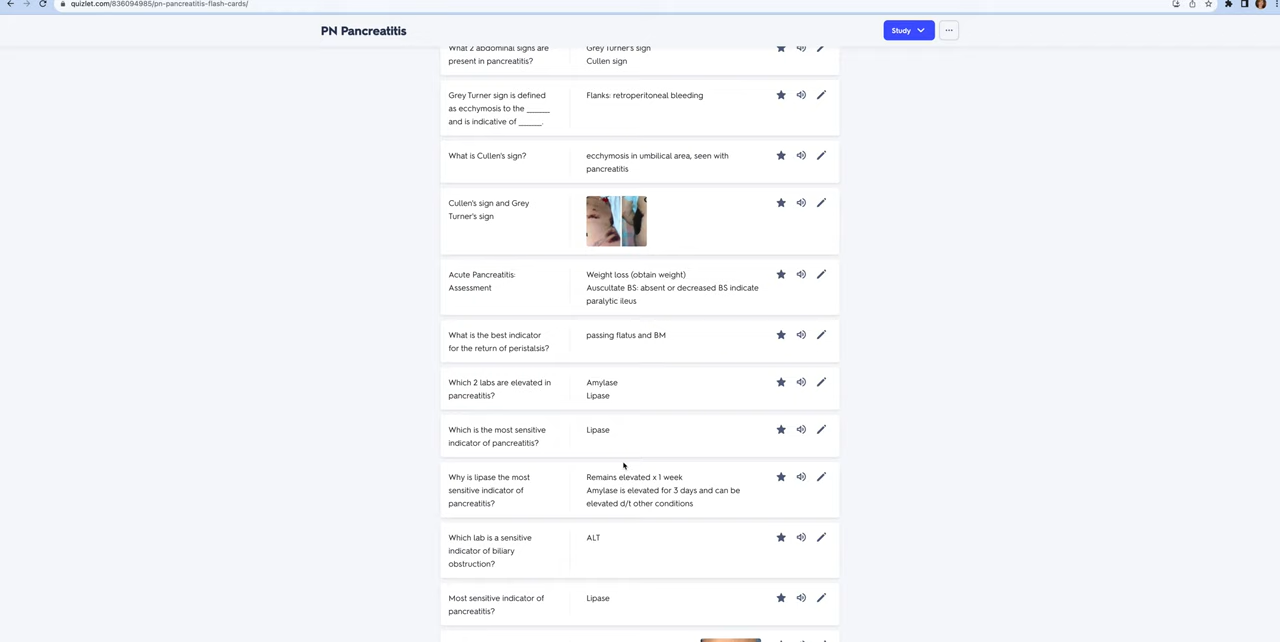 quizlet.com/836094985/pn-pancreatitis-flash-cards/
PN Pancreatitis
Study
What 2 abdominal signs are
present in pancreatitis?
Grey Turner's sign
Cullen sign
Grey Turner sign is defined
as ecchymosis to the _____
and is indicative of _____.
Flanks: retroperitoneal bleeding
What is Cullen's sign?
ecchymosis in umbilical area, seen with
pancreatitis
Cullen's sign and Grey
Turner's sign
Acute Pancreatitis:
Assessment
Weight loss (obtain weight)
Auscultate BS: absent or decreased BS indicate
paralytic ileus
What is the best indicator
for the return of peristalsis?
passing flatus and BM
Which 2 labs are elevated in
pancreatitis?
Amylase
Lipase
Which is the most sensitive
indicator of pancreatitis?
Lipase
Why is lipase the most
sensitive indicator of
pancreatitis?
Remains elevated x 1 week
Amylase is elevated for 3 days and can be
elevated d/t other conditions
Which lab is a sensitive
indicator of biliary
obstruction?
ALT
Most sensitive indicator of
pancreatitis?
Lipase